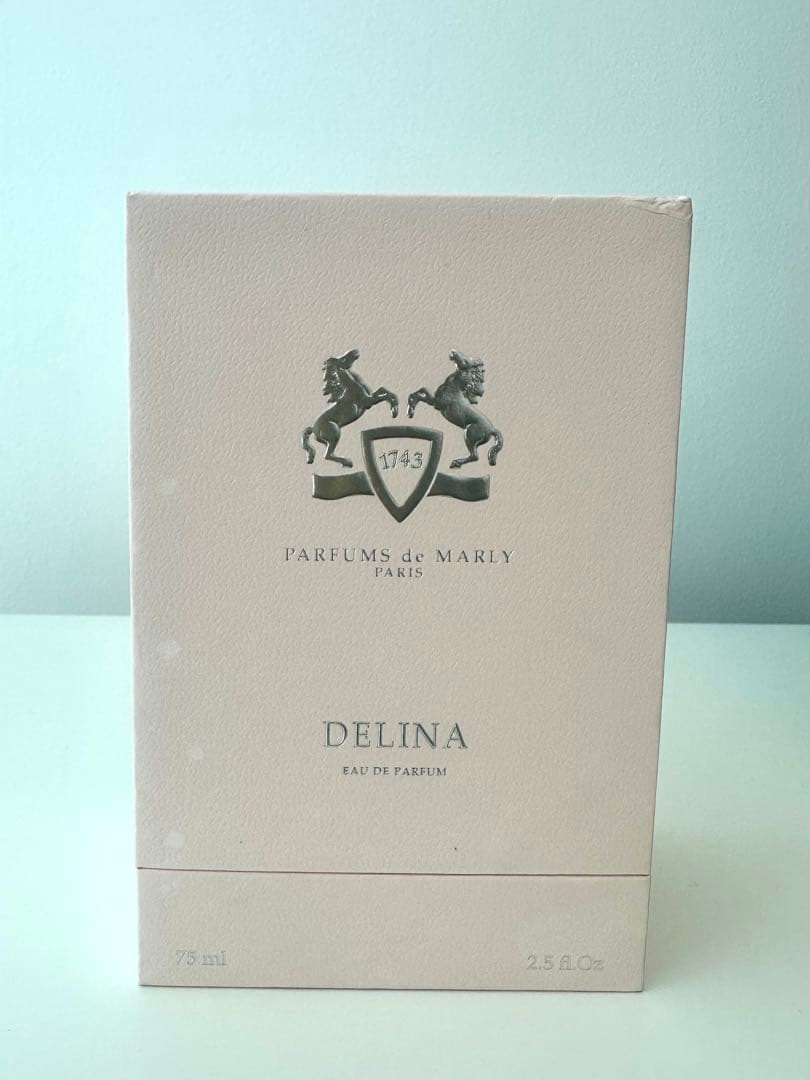 1743
PARFUMS de MARLY
PARIS
DELINA
EAU DE PARFUM
75 ml
2.5 fl.Oz